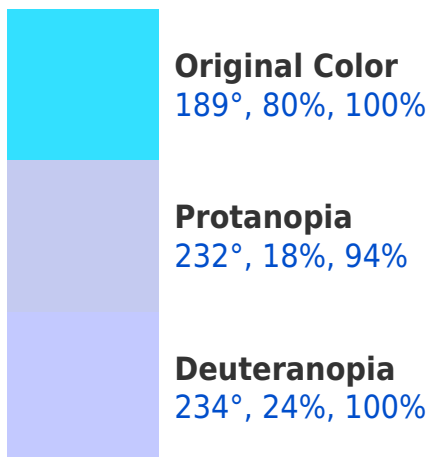 Original Color
189°, 80%, 100%
Protanopia
232°, 18%, 94%
Deuteranopia
234°, 24%, 100%